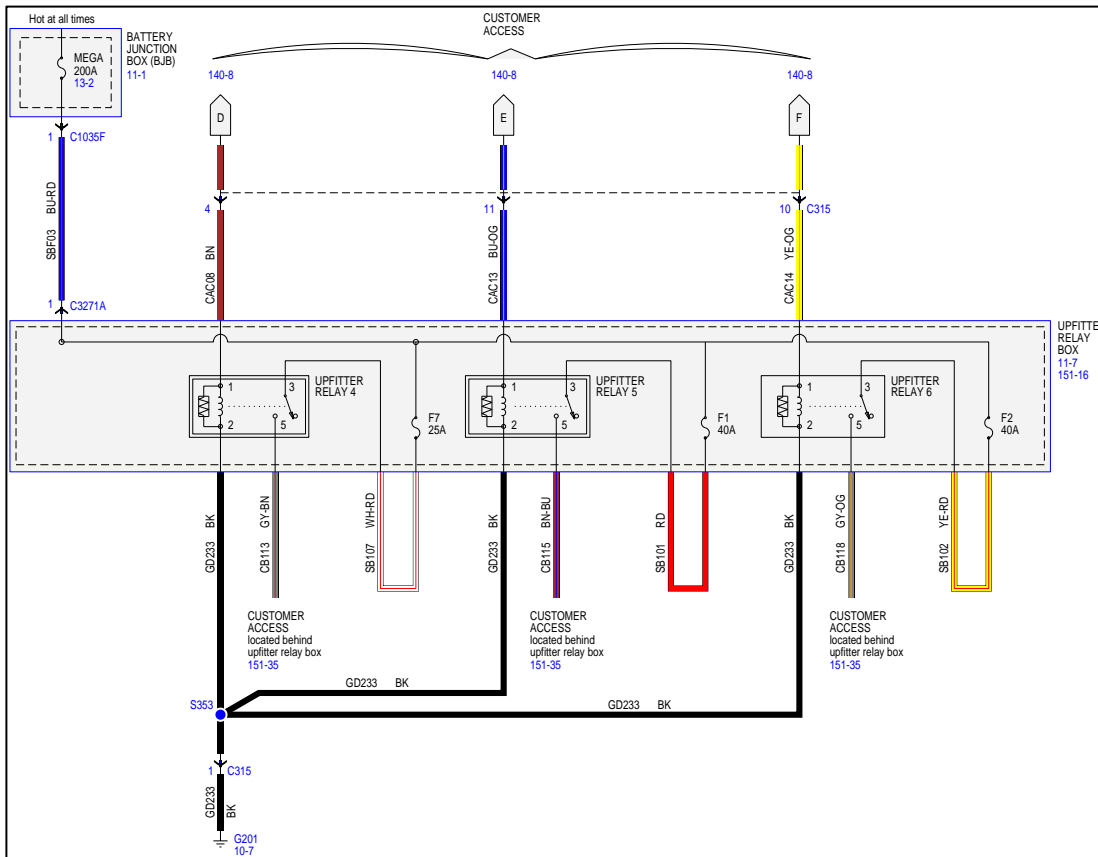 Hot at all times
BATTERY
JUNCTION
BOX (BJB)
11-1
MEGA
200A
13-2
1 C1035F
SBF03 BU-RD
1 C3271A
CUSTOMER
ACCESS
140-8
140-8
140-8
D
E
F
4
11
10 C315
CAC08 BN
CAC13 BU-OG
CAC14 YE-OG
UPFITTE
RELAY
BOX
11-7
151-16
1
3
2
5
UPFITTER
RELAY 4
F7
25A
1
3
2
5
UPFITTER
RELAY 5
F1
40A
1
3
2
5
UPFITTER
RELAY 6
F2
40A
GD233 BK
CB113 GY-BN
SB107 WH-RD
GD233 BK
CB115 BN-BU
SB101 RD
GD233 BK
CB118 GY-OG
SB102 YE-RD
CUSTOMER
ACCESS
located behind
upfitter relay box
151-35
CUSTOMER
ACCESS
located behind
upfitter relay box
151-35
CUSTOMER
ACCESS
located behind
upfitter relay box
151-35
GD233 BK
GD233 BK
S353
1 C315
GD233 BK
G201
10-7